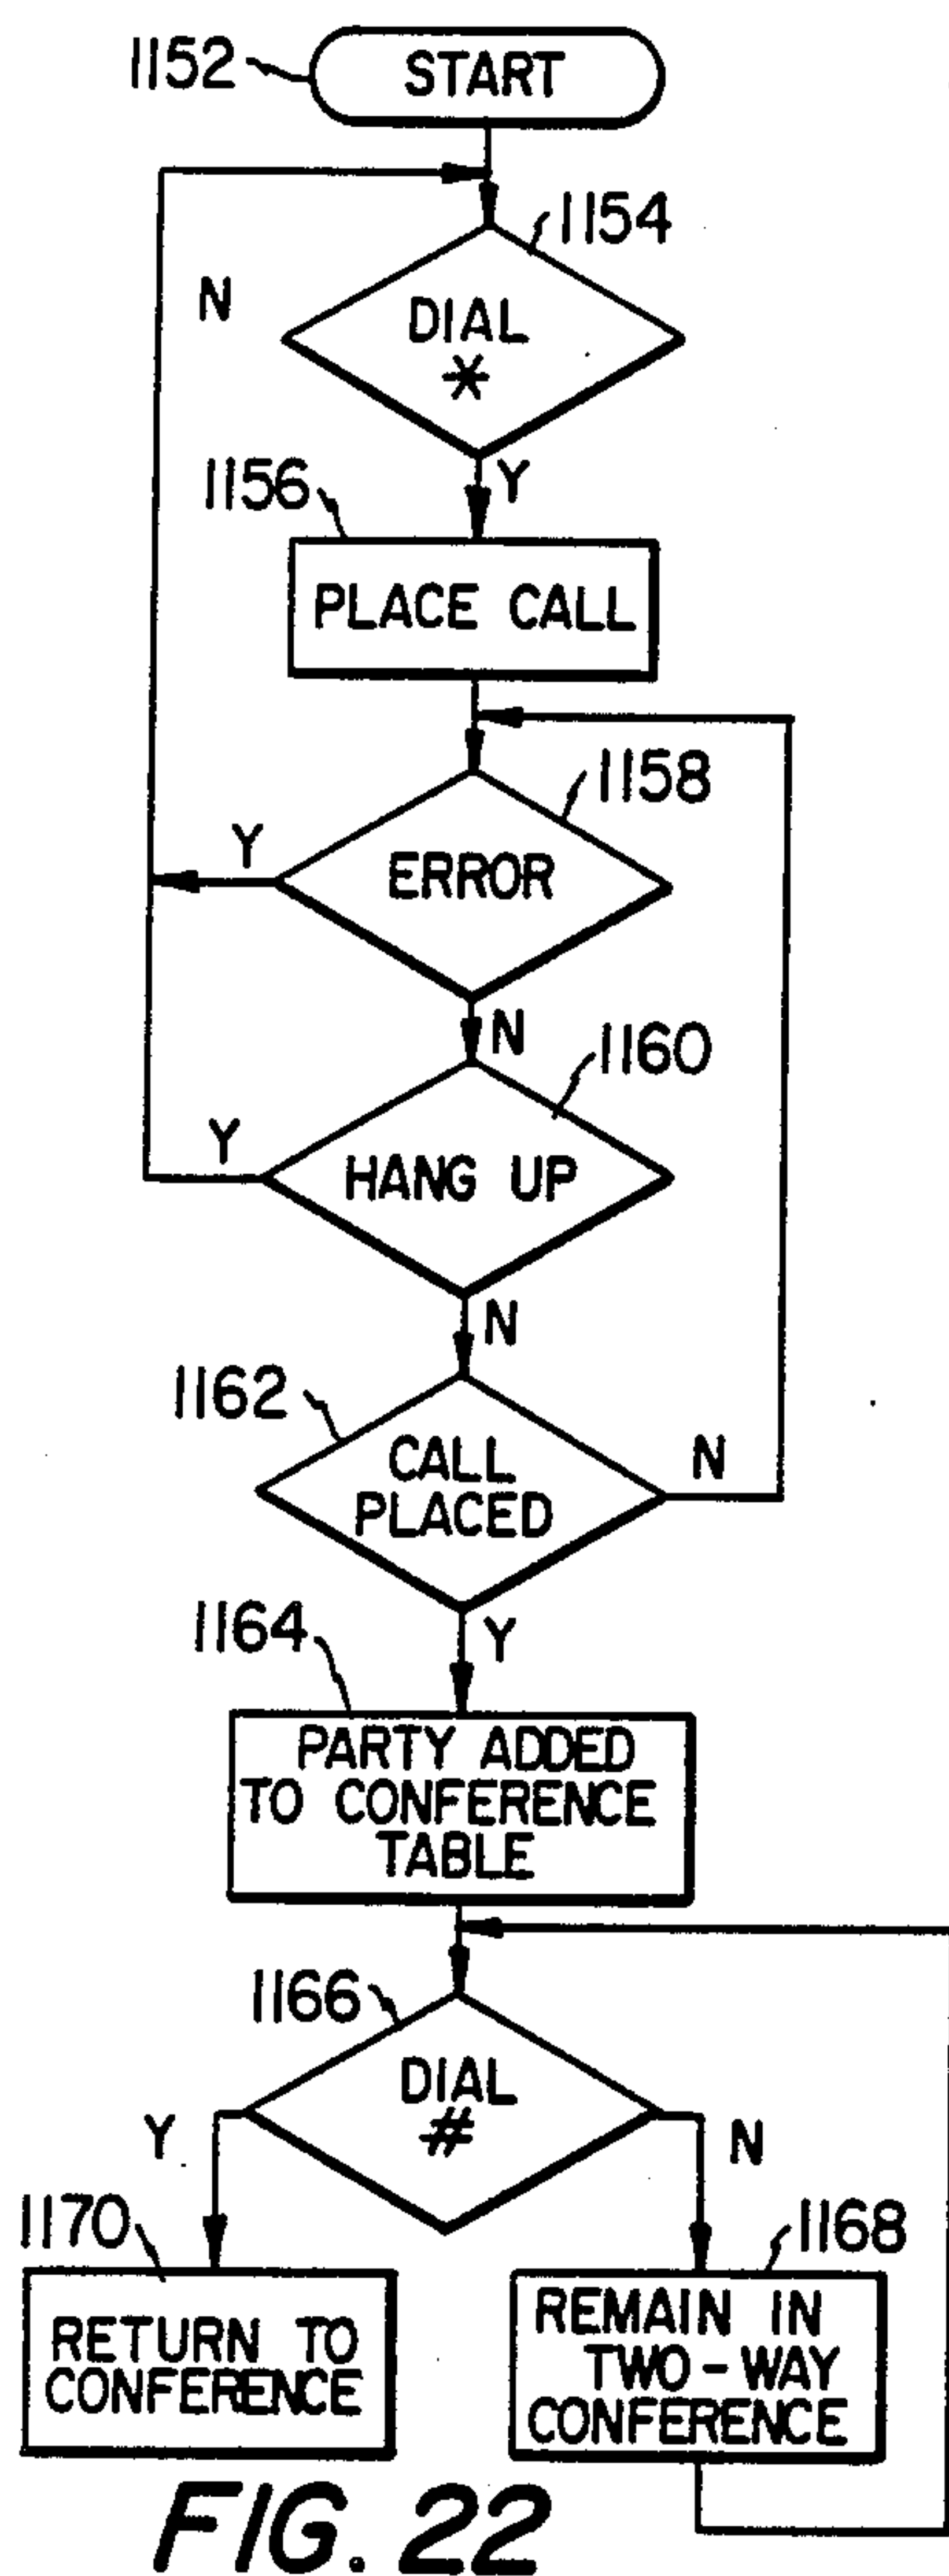 1152
START
1154
N
DIAL
*
Y
1156
PLACE CALL
1158
Y
ERROR
N
1160
Y
HANG UP
N
1162
CALL
PLACED
N
Y
1164
PARTY ADDED
TO CONFERENCE
TABLE
1166
DIAL
#
Y
N
1170
1168
RETURN TO
CONFERENCE
REMAIN IN
TWO-WAY
CONFERENCE
FIG. 22